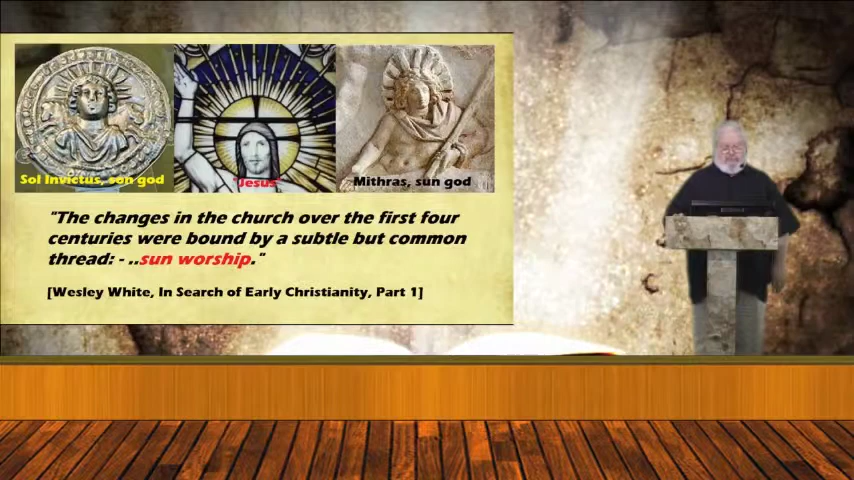 Sol Invictus, son god
"Jesus"
Mithras, sun god
"The changes in the church over the first four
centuries were bound by a subtle but common
thread: - ..sun worship."
[Wesley White, In Search of Early Christianity, Part 1]